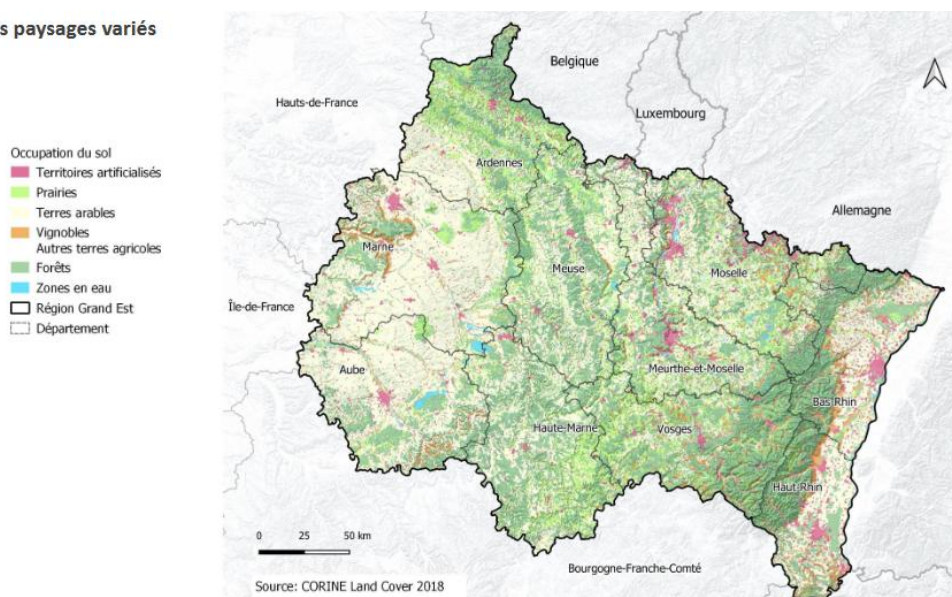 s paysages variés
Belgique
Hauts-de-France
Luxembourg
Occupation du sol
Territoires artificialisés
Prairies
Terres arables
Vignobles
Autres terres agricoles
Forêts
Zones en eau
Région Grand Est
Département
Ardennes
Allemagne
Marne
Meuse
Moselle
Île-de-France
Aube
Meurthe-et-Moselle
Bas Rhin
Haute-Marne
Vosges
Haut Rhin
0 25 50 km
Bourgogne-Franche-Comté
Source: CORINE Land Cover 2018